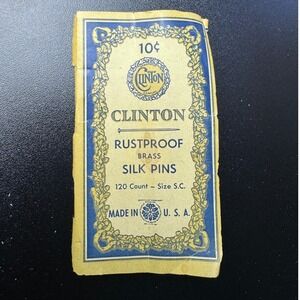 10¢
CLINTON
CLINTON
RUSTPROOF
BRASS
SILK PINS
120 Count – Size S.C.
MADE IN U. S. A.